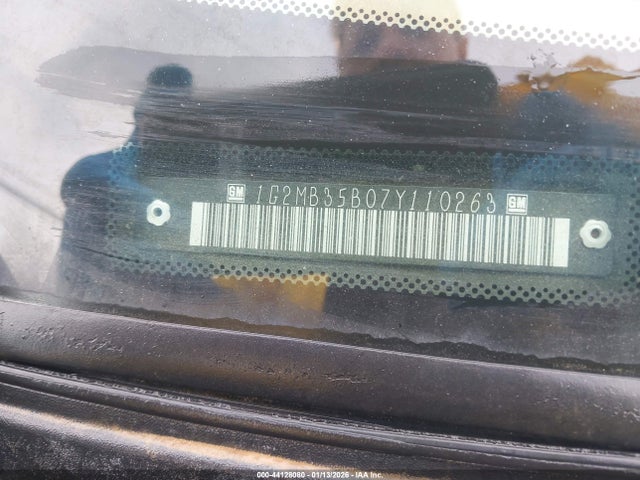 GM 1G2MB35B07Y110263 GM
000-44128080 - 01/13/2026 - IAA Inc.